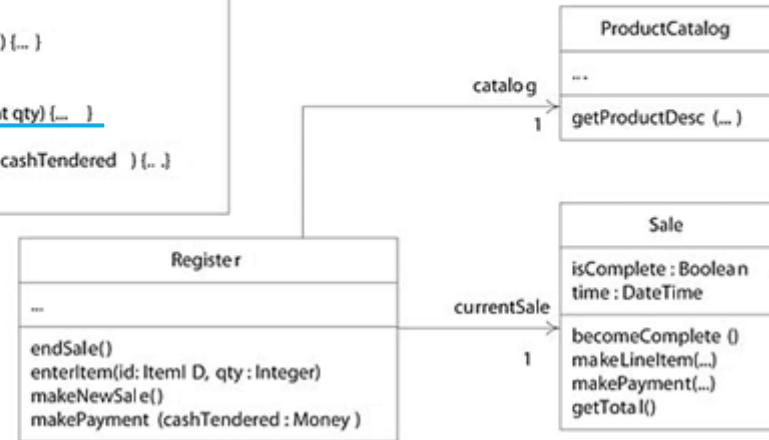 ) {... }
t qty) {... }
cashTendered ) {.. .}
ProductCatalog
...
getProductDesc (... )
catalog
1
Register
...
endSale()
enterItem(id: ItemI D, qty : Integer)
makeNewSale()
makePayment (cashTendered : Money )
currentSale
1
Sale
isComplete : Boolean
time : DateTime
becomeComplete ()
makeLineItem(...)
makePayment(...)
getTotal()